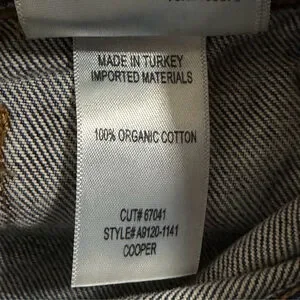 MADE IN TURKEY
IMPORTED MATERIALS
100% ORGANIC COTTON
CUT# 67041
STYLE# A9120-1141
COOPER